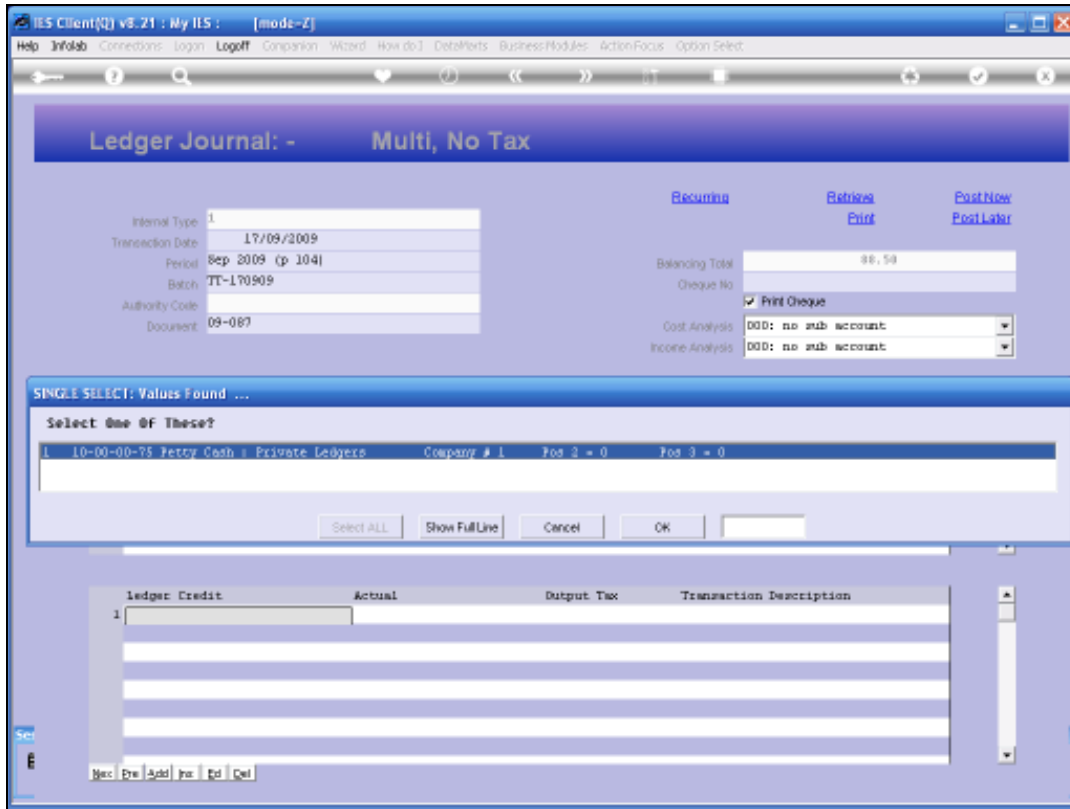 IES Client(Q) v8.21 : My IES : [mode-Z]
Help Infolab Connections Logon Logoff Companion Wizard How do I DataMarts Business Modules Action Focus Option Select
Ledger Journal: - Multi, No Tax
Recurring Retrieve Post Now
Print Post Later
Internal Type 1
Transaction Date 17/09/2009
Period Sep 2009 (p 104)
Balancing Total 88.50
Batch TT-170909
Cheque No
Authority Code
Print Cheque
Document 09-087
Cost Analysis 000: no sub account
Income Analysis 000: no sub account
SINGLE SELECT: Values Found ...
Select One Of These?
1 10-00-00-75 Petty Cash : Private Ledgers Company # 1 Pos 2 = 0 Pos 3 = 0
Select ALL Show Full Line Cancel OK
Ledger Credit Actual Output Tax Transaction Description
1
Nex Pre Add Ins Ed Del